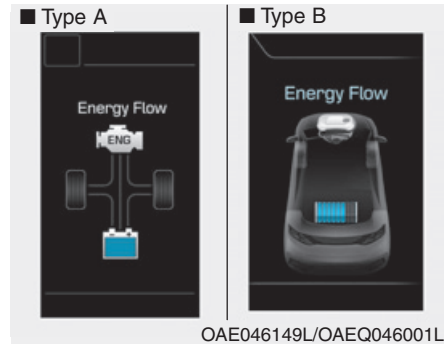 ■ Type A
■ Type B
Energy Flow
ENG
Energy Flow
OAE046149L/OAEQ046001L